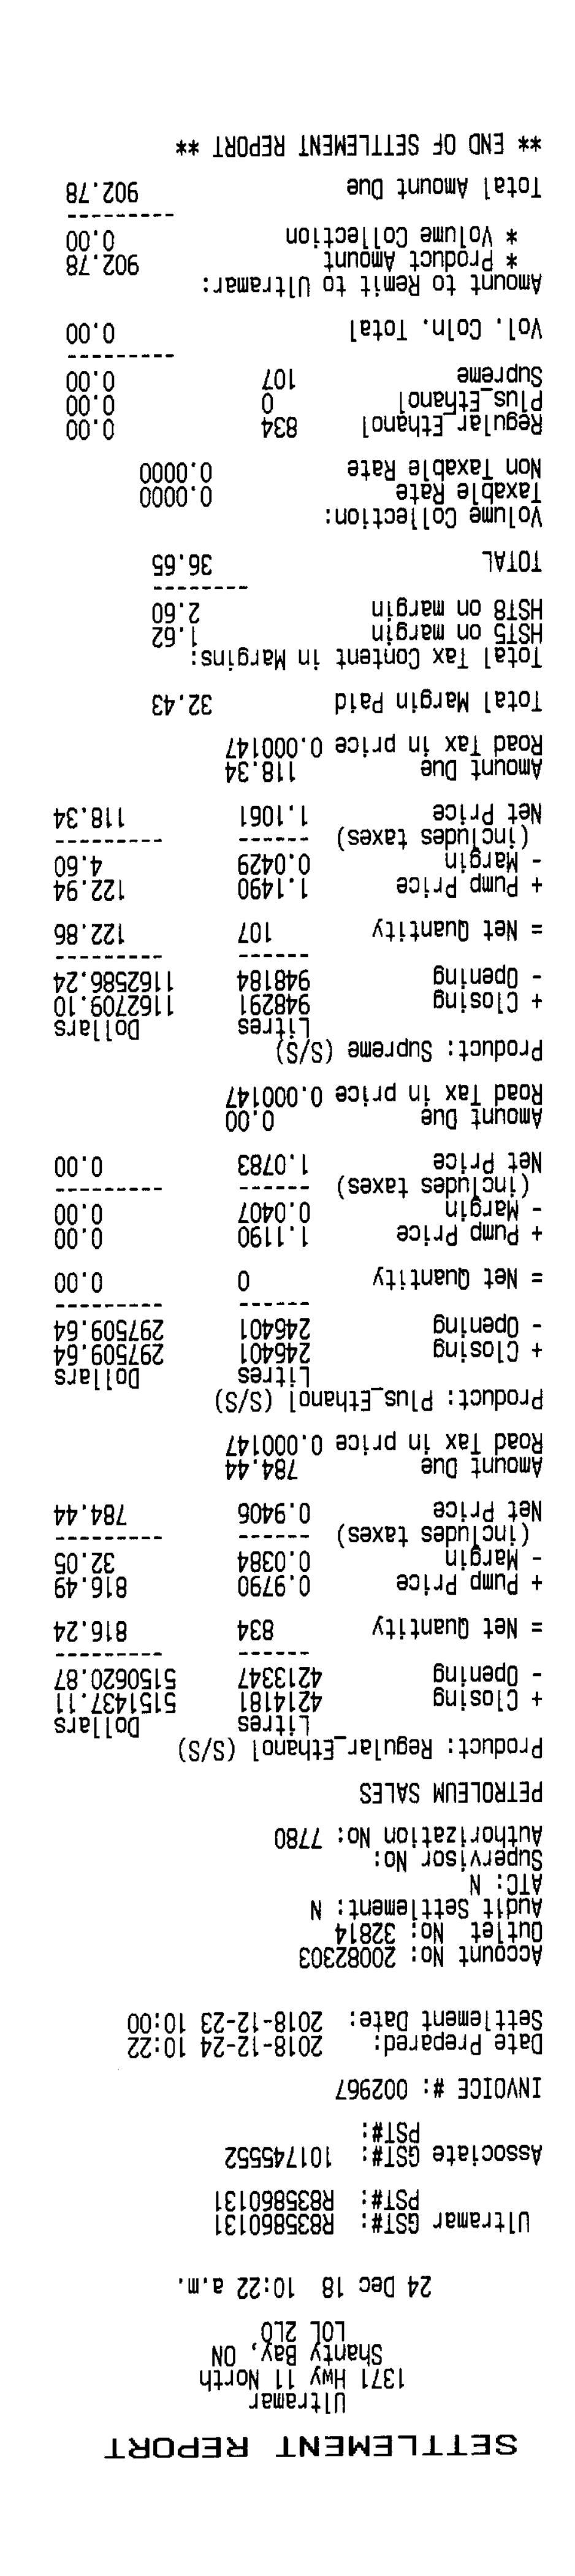 SETTLEMENT REPORT
Ultramar
1371 Hwy 11 North
Shanty Bay, ON
L0L 2L0
24 Dec 18 10:22 a.m.
Ultramar GST#: R835860131
PST#: R835860131
Associate GST#: 101745552
PST#:
INVOICE #: 002967
Date Prepared: 2018-12-24 10:22
Settlement Date: 2018-12-23 10:00
Account No: 20082303
Outlet No: 32814
Audit Settlement: N
ATC: N
Supervisor No:
Authorization No: 7780
PETROLEUM SALES
Product: Regular_Ethanol (S/S)
Litres Dollars
+ Closing 4214181 5151437.11
- Opening 4213347 5150620.87
------ ---------
= Net Quantity 834 816.24
+ Pump Price 0.9790 816.49
- Margin 0.0384 32.05
(includes taxes) ------ ---------
Net Price 0.9406 784.44
Amount Due 784.44
Road Tax in price 0.000147
Product: Plus_Ethanol (S/S)
Litres Dollars
+ Closing 246401 297509.64
- Opening 246401 297509.64
------ ---------
= Net Quantity 0 0.00
+ Pump Price 1.1190 0.00
- Margin 0.0407 0.00
(includes taxes) ------ ---------
Net Price 1.0783 0.00
Amount Due 0.00
Road Tax in price 0.000147
Product: Supreme (S/S)
Litres Dollars
+ Closing 948291 1162709.10
- Opening 948184 1162586.24
------ ---------
= Net Quantity 107 122.86
+ Pump Price 1.1490 122.94
- Margin 0.0429 4.60
(includes taxes) ------ ---------
Net Price 1.1061 118.34
Amount Due 118.34
Road Tax in price 0.000147
Total Margin Paid 32.43
Total Tax Content in Margins:
HST5 on margin 1.62
HST8 on margin 2.60
--------
TOTAL 36.65
Volume Collection:
Taxable Rate 0.0000
Non Taxable Rate 0.0000
Regular_Ethanol 834 0.00
Plus_Ethanol 0 0.00
Supreme 107 0.00
---------
Vol. Coln. Total 0.00
Amount to Remit to Ultramar:
* Product Amount 902.78
* Volume Collection 0.00
---------
Total Amount Due 902.78
** END OF SETTLEMENT REPORT **